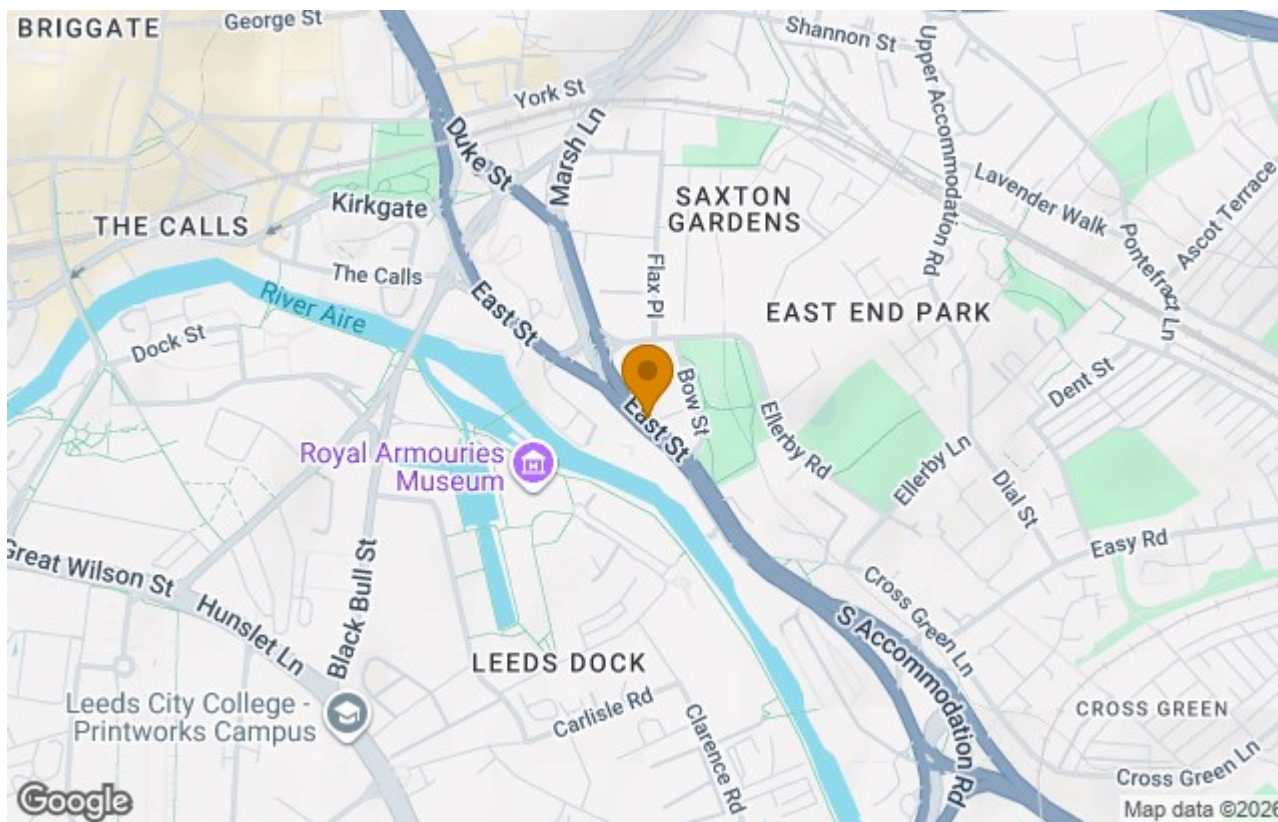 BRIGGATE
George St
Shannon St
Upper Accommodation Rd
York St
Duke St
Marsh Ln
Lavender Walk
Ascot Terrace
Pontefract Ln
SAXTON
GARDENS
Kirkgate
THE CALLS
The Calls
Flax Pl
River Aire
East St
EAST END PARK
Dock St
Dent St
Bow St
East St
Ellerby Rd
Ellerby Ln
Royal Armouries
Museum
Dial St
Easy Rd
Great Wilson St
Black Bull St
Hunslet Ln
Cross Green Ln
S Accommodation Rd
LEEDS DOCK
Leeds City College -
Printworks Campus
Carlisle Rd
Clarence Rd
CROSS GREEN
Cross Green Ln
Google
Map data ©2026